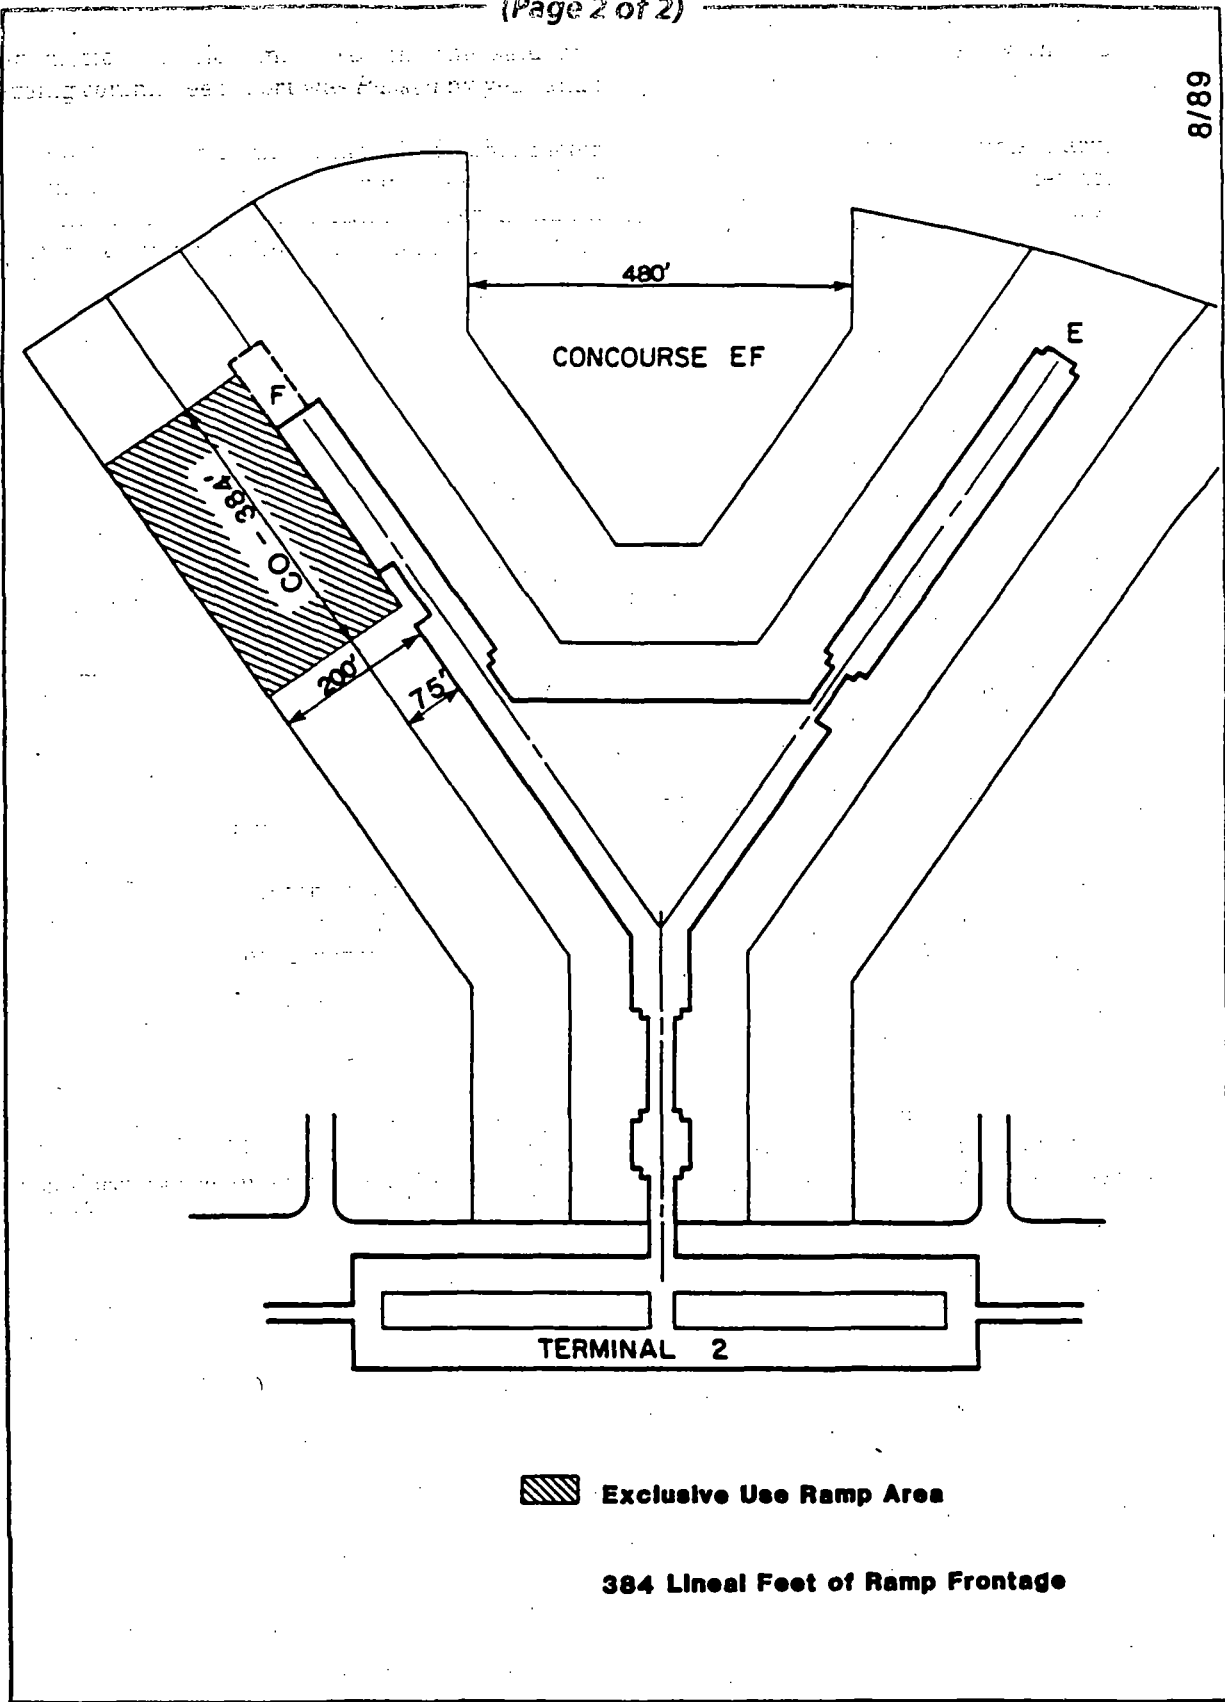 (Page 2 of 2)
8/89
480'
CONCOURSE EF
E
F
CO - 384'
200'
75'
TERMINAL 2
Exclusive Use Ramp Area
384 Lineal Feet of Ramp Frontage